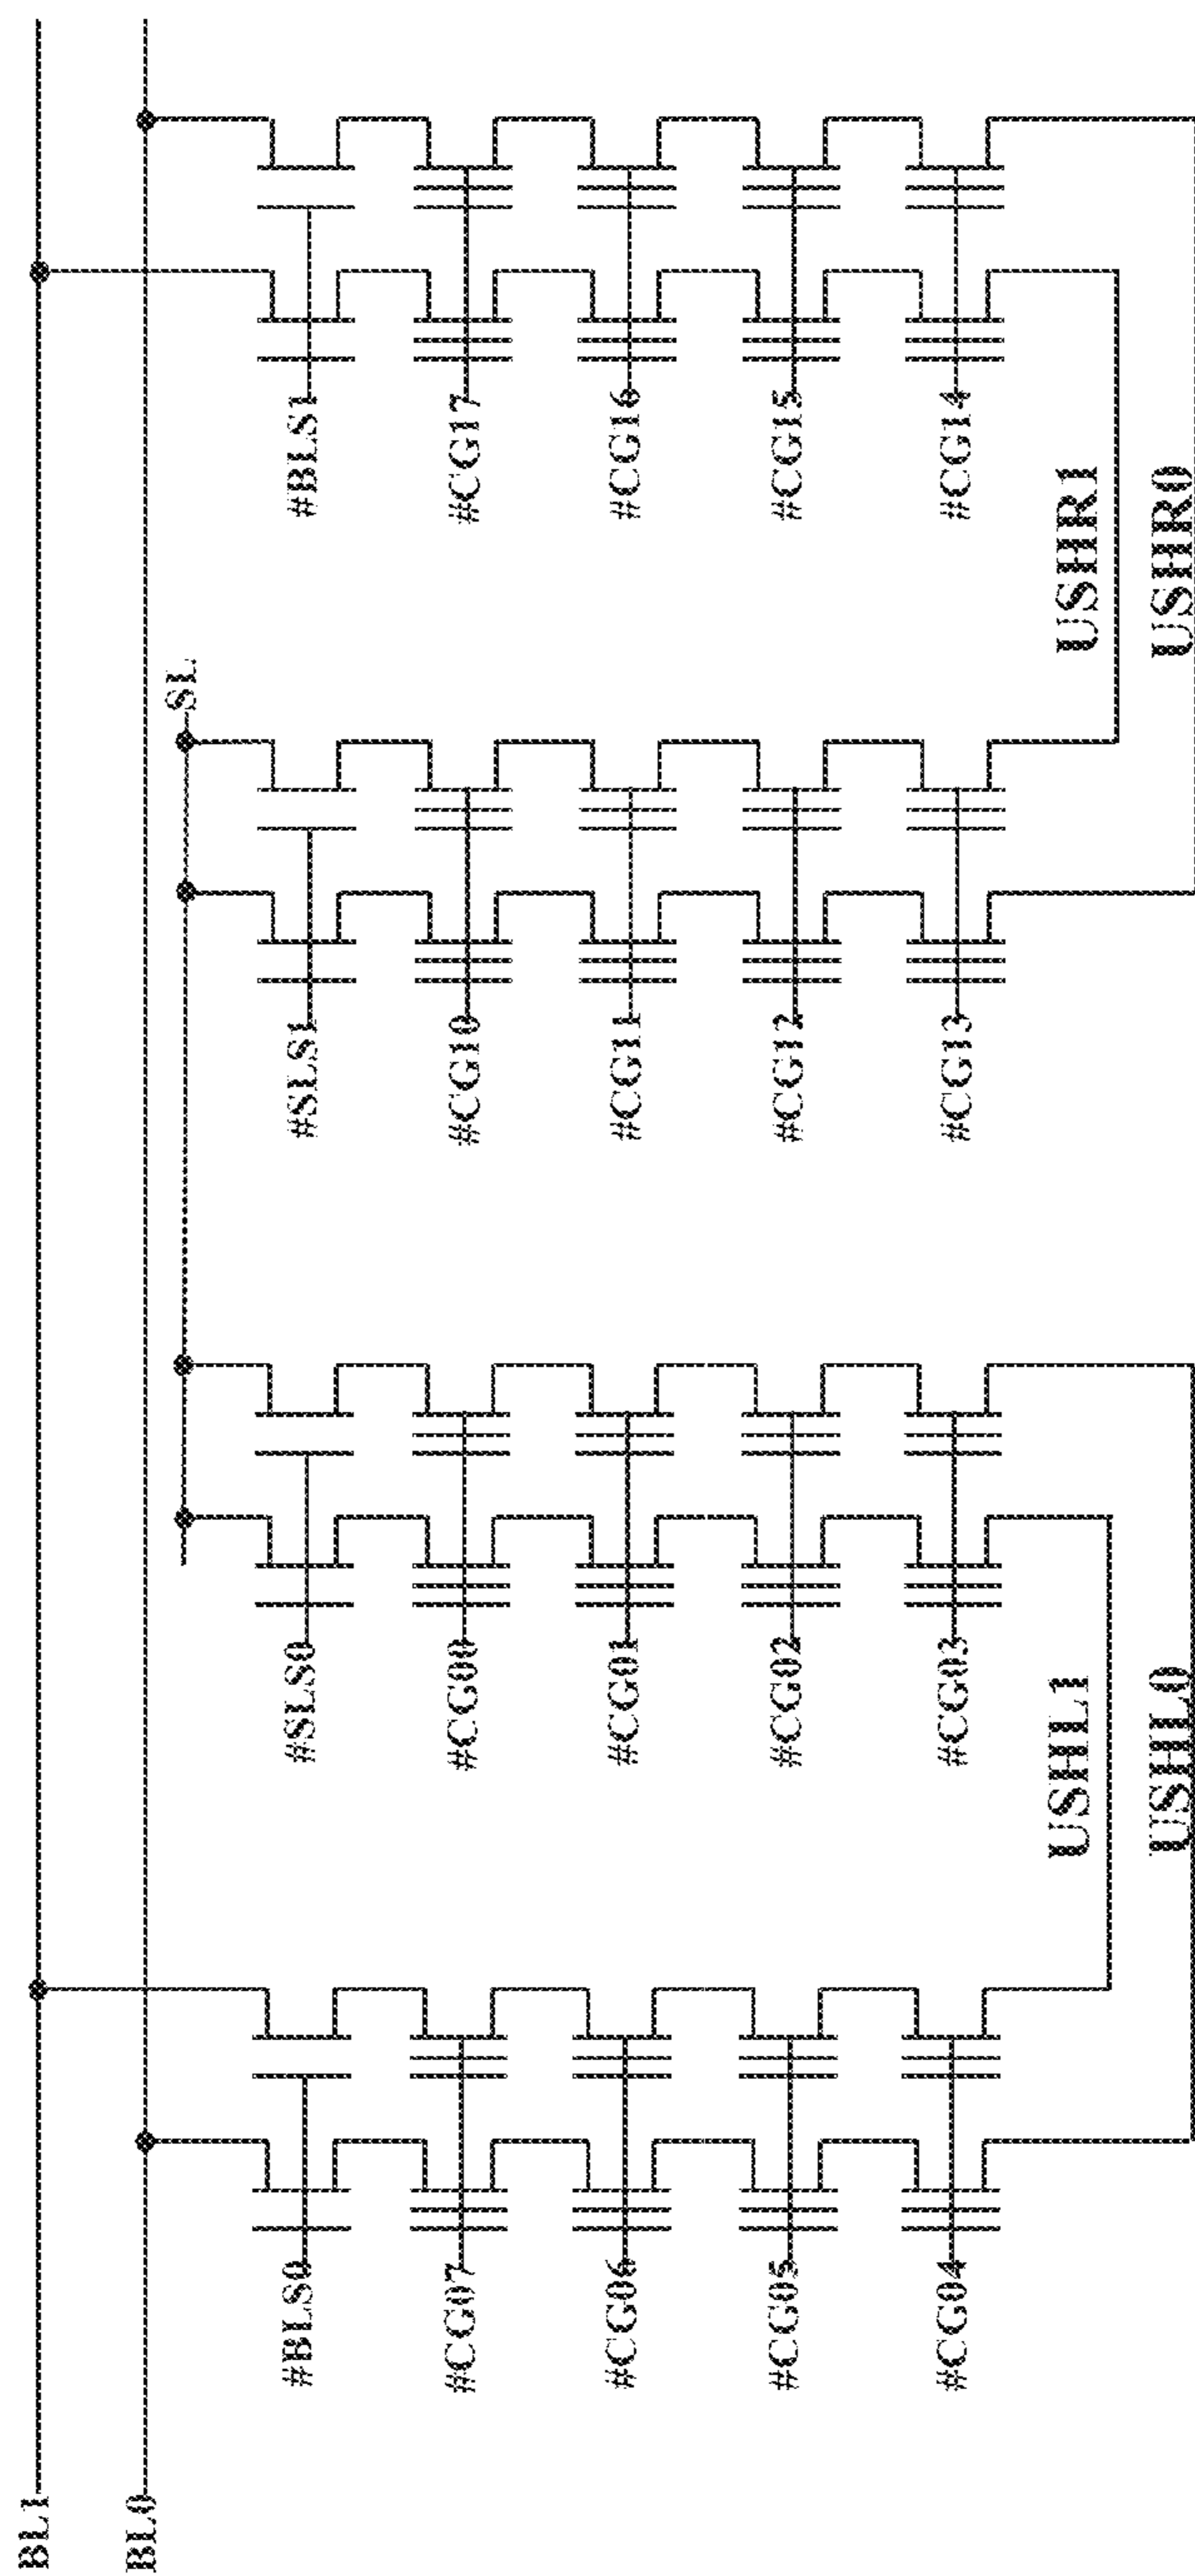 BL1
BL0
SL
#BLS0
#SLS0
#SLS1
#BLS1
#CG07
#CG00
#CG10
#CG17
#CG06
#CG01
#CG11
#CG16
#CG05
#CG02
#CG12
#CG15
#CG04
#CG03
#CG13
#CG14
USHL1
USHR1
USHL0
USHR0